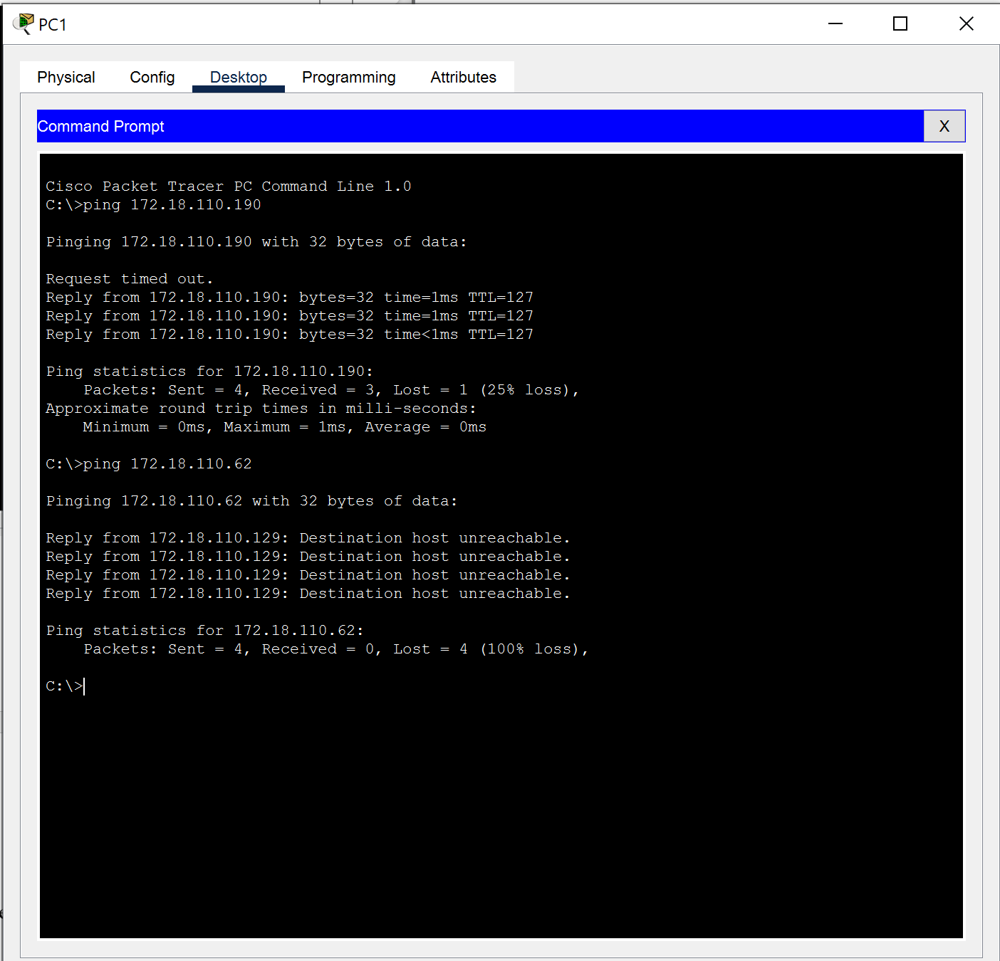 PC1
Physical Config Desktop Programming Attributes
Command Prompt X
Cisco Packet Tracer PC Command Line 1.0
C:\>ping 172.18.110.190
Pinging 172.18.110.190 with 32 bytes of data:
Request timed out.
Reply from 172.18.110.190: bytes=32 time=1ms TTL=127
Reply from 172.18.110.190: bytes=32 time=1ms TTL=127
Reply from 172.18.110.190: bytes=32 time<1ms TTL=127
Ping statistics for 172.18.110.190:
    Packets: Sent = 4, Received = 3, Lost = 1 (25% loss),
Approximate round trip times in milli-seconds:
    Minimum = 0ms, Maximum = 1ms, Average = 0ms
C:\>ping 172.18.110.62
Pinging 172.18.110.62 with 32 bytes of data:
Reply from 172.18.110.129: Destination host unreachable.
Reply from 172.18.110.129: Destination host unreachable.
Reply from 172.18.110.129: Destination host unreachable.
Reply from 172.18.110.129: Destination host unreachable.
Ping statistics for 172.18.110.62:
    Packets: Sent = 4, Received = 0, Lost = 4 (100% loss),
C:\>